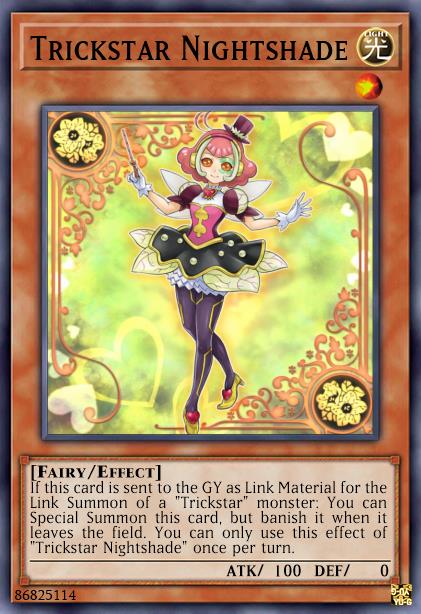 TRICKSTAR NIGHTSHADE
LIGHT
光
[FAIRY/EFFECT]
If this card is sent to the GY as Link Material for the
Link Summon of a "Trickstar" monster: You can
Special Summon this card, but banish it when it
leaves the field. You can only use this effect of
"Trickstar Nightshade" once per turn.
ATK/ 100 DEF/ 0
86825114